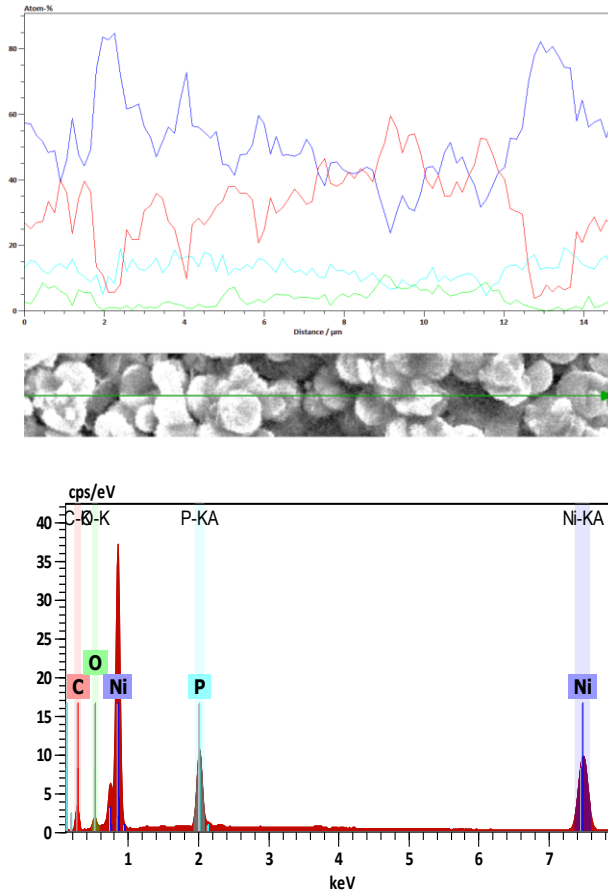 Atom-%
80
60
40
20
0
0 2 4 6 8 10 12 14
Distance / µm
cps/eV
C-K O-K P-KA Ni-KA
40
35
30
25
20
15
10
5
0
O
C Ni P Ni
1 2 3 4 5 6 7
keV